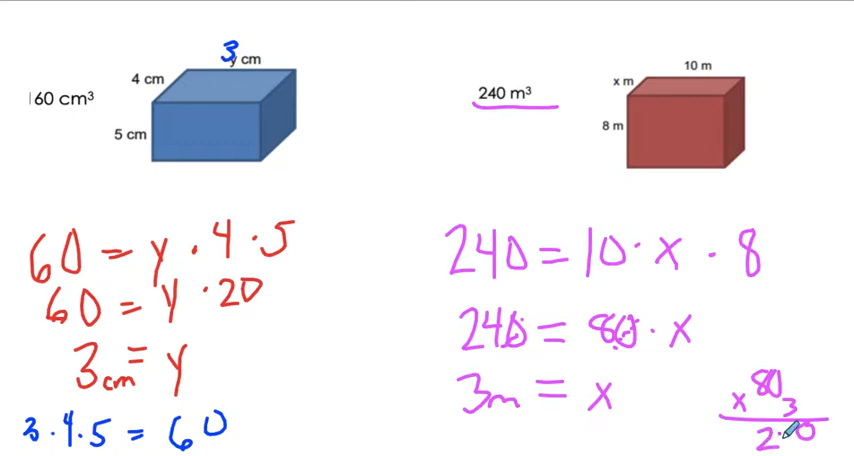 3
y cm
4 cm
60 cm³
5 cm
60 = y · 4 · 5
60 = y · 20
3cm = y
3 · 4 · 5 = 60
10 m
x m
240 m³
8 m
240 = 10 · x · 8
240 = 80 · x
3m = x
80
x 3